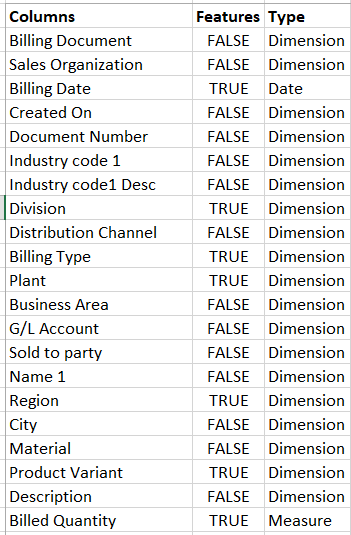 Columns Features Type
Billing Document FALSE Dimension
Sales Organization FALSE Dimension
Billing Date TRUE Date
Created On FALSE Dimension
Document Number FALSE Dimension
Industry code 1 FALSE Dimension
Industry code1 Desc FALSE Dimension
Division TRUE Dimension
Distribution Channel FALSE Dimension
Billing Type TRUE Dimension
Plant TRUE Dimension
Business Area FALSE Dimension
G/L Account FALSE Dimension
Sold to party FALSE Dimension
Name 1 FALSE Dimension
Region TRUE Dimension
City FALSE Dimension
Material FALSE Dimension
Product Variant TRUE Dimension
Description FALSE Dimension
Billed Quantity TRUE Measure